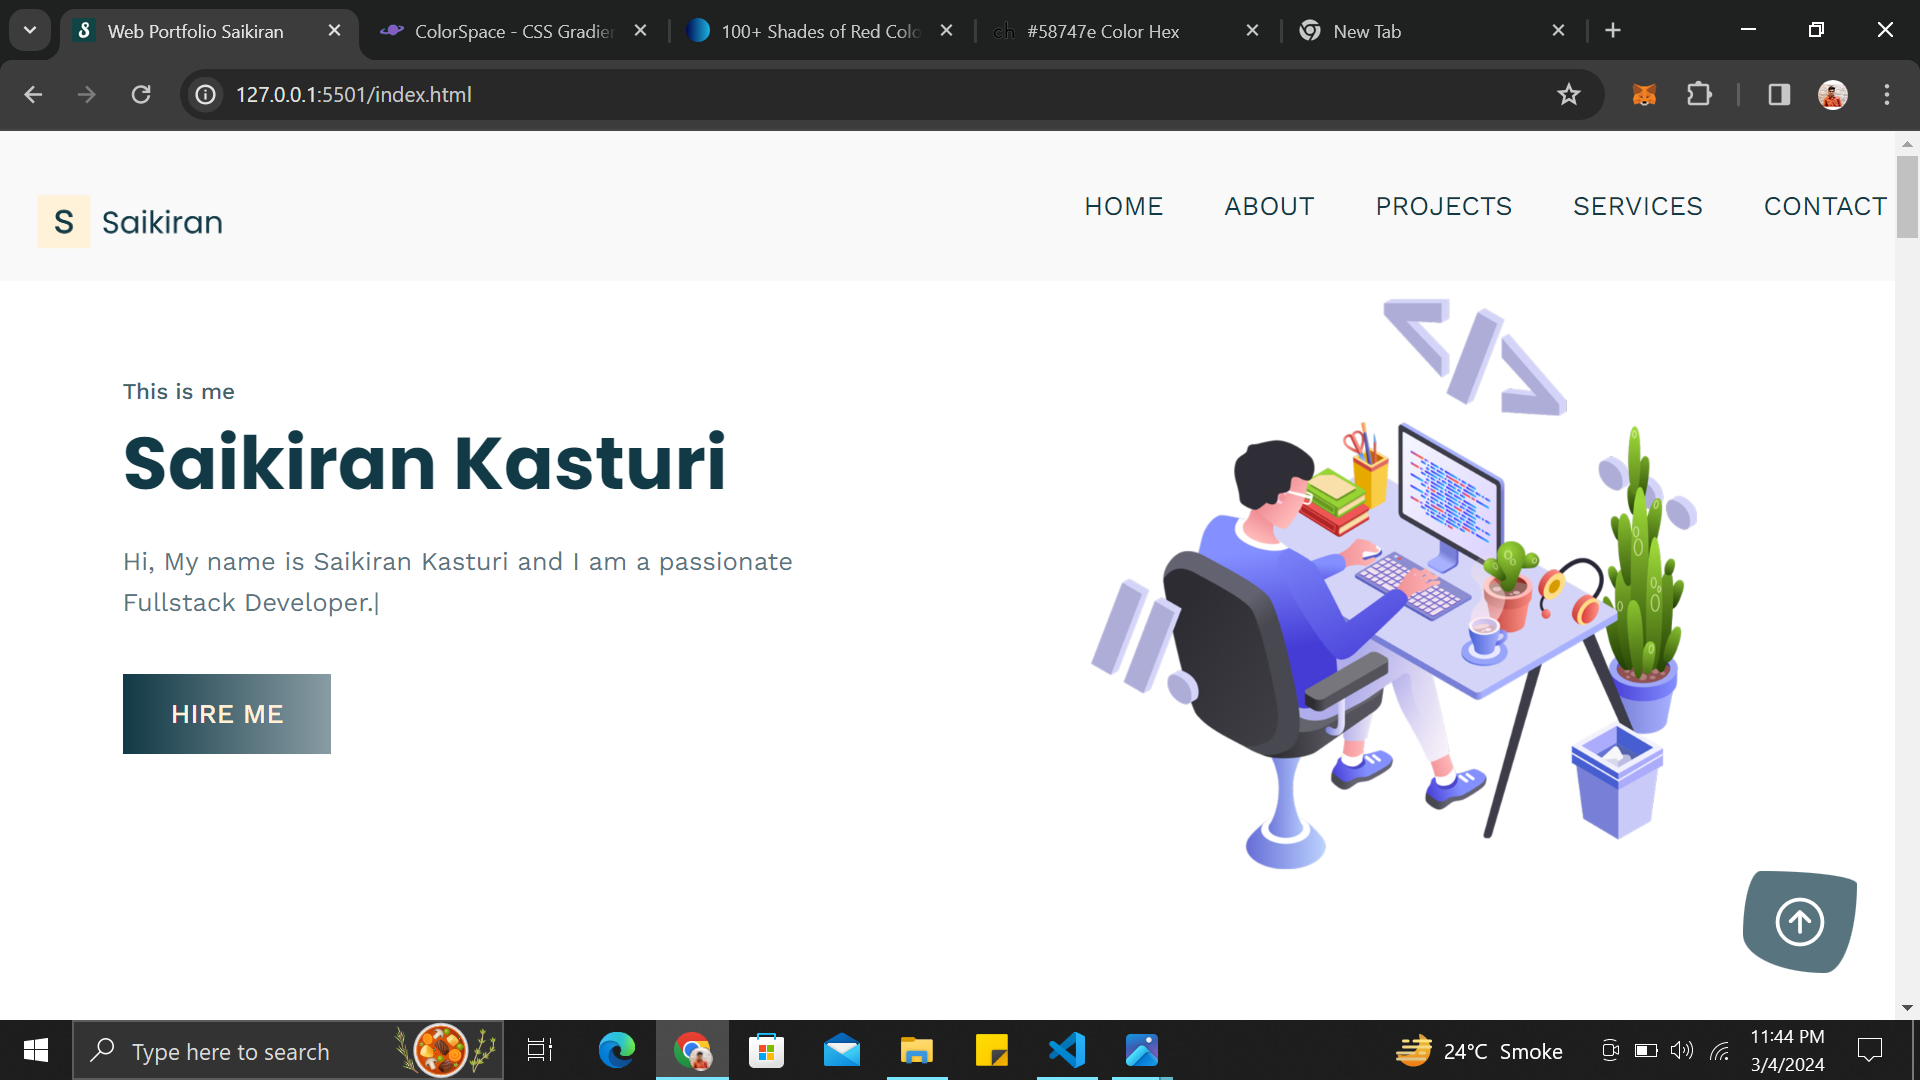 Web Portfolio Saikiran
ColorSpace - CSS Gradier
100+ Shades of Red Colo
ch #58747e Color Hex
New Tab
127.0.0.1:5501/index.html
S Saikiran
HOME ABOUT PROJECTS SERVICES CONTACT
</>
This is me
Saikiran Kasturi
Hi, My name is Saikiran Kasturi and I am a passionate
Fullstack Developer.|
HIRE ME
Type here to search
24°C Smoke
11:44 PM
3/4/2024